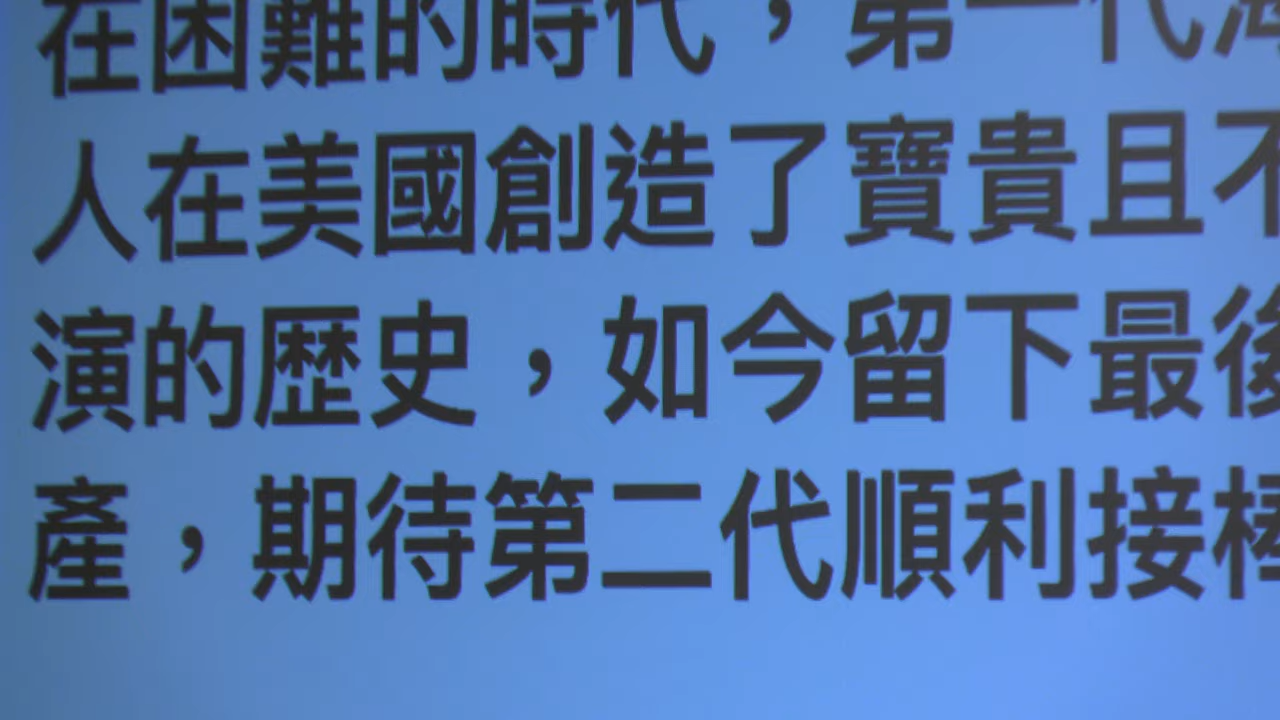 在困難的時代，第一代海
人在美國創造了寶貴且不
演的歷史，如今留下最後
產，期待第二代順利接棒